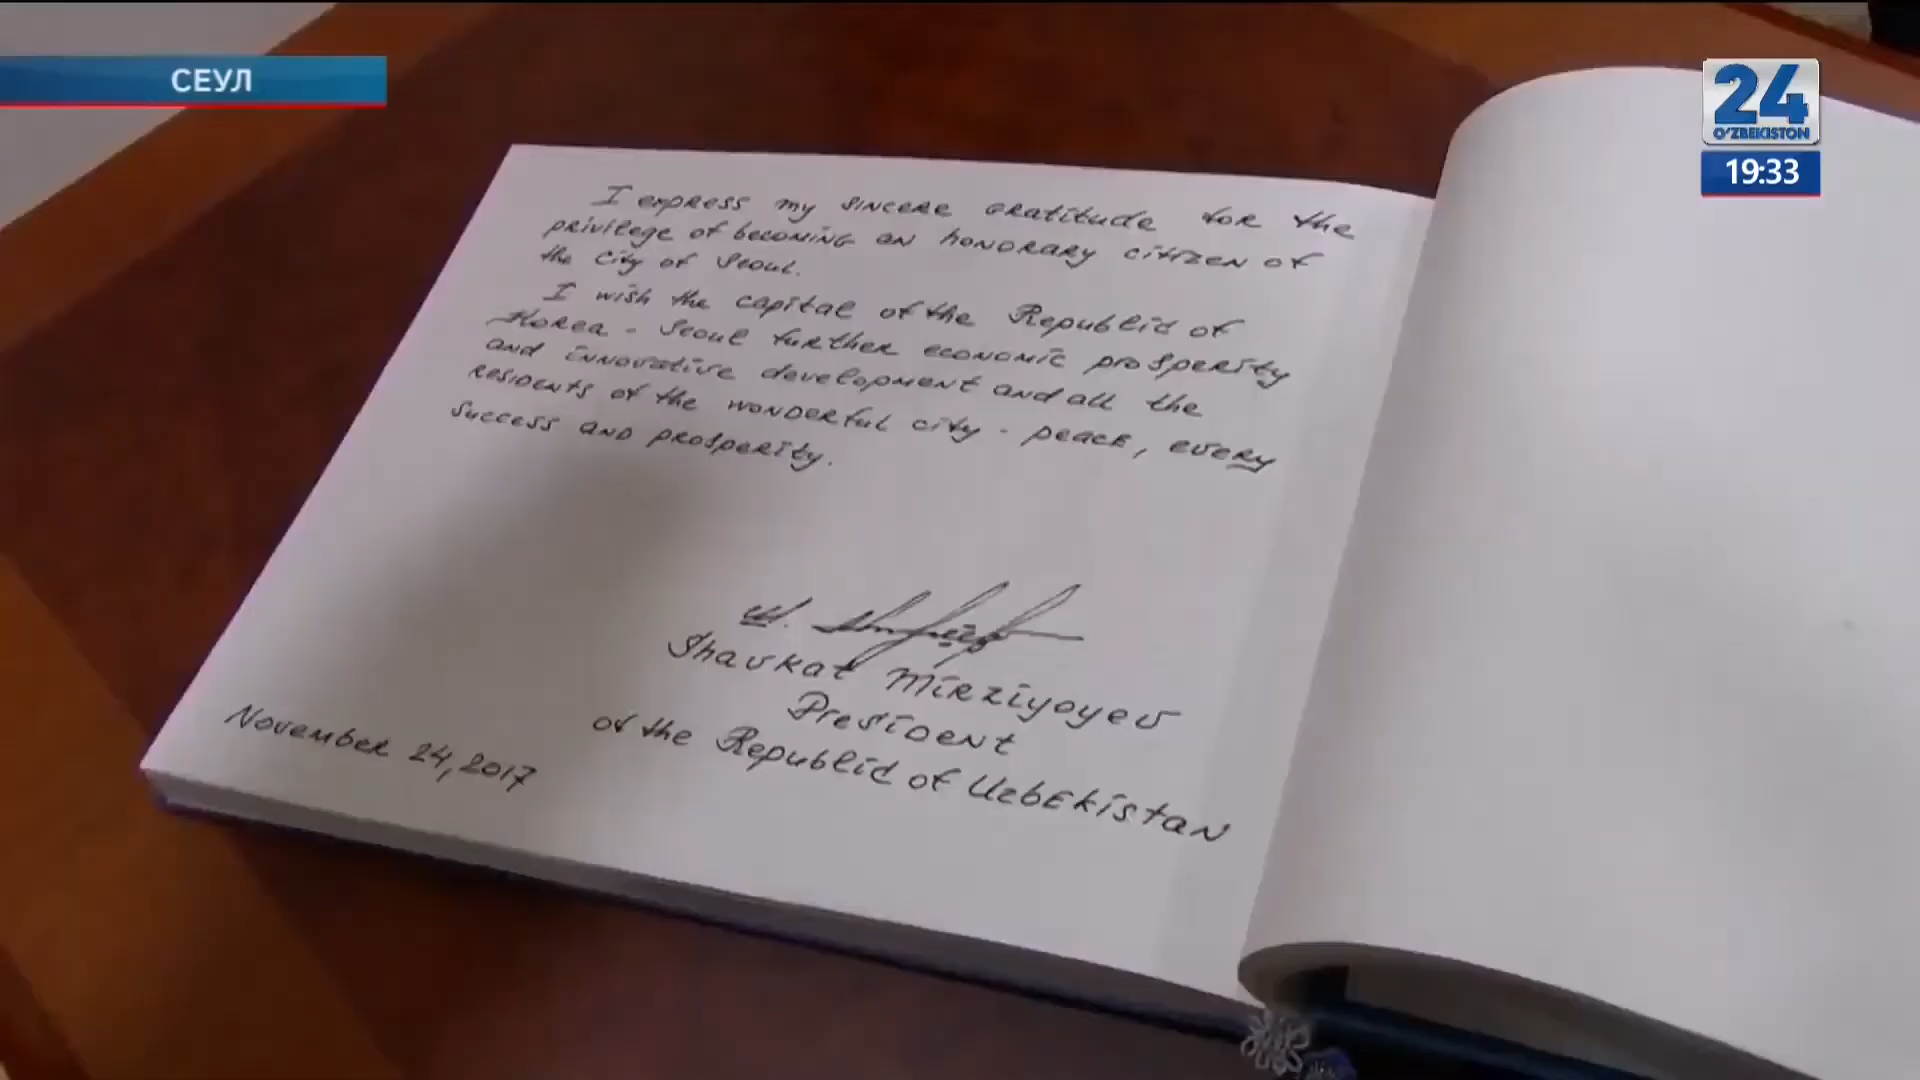 СЕУЛ
24
O'ZBEKISTON
19:33
I express my sincere gratitude for the
privilege of becoming an honorary citizen of
the city of Seoul.
I wish the capital of the Republic of
Korea - Seoul further economic prosperity
and innovative development and all the
residents of the wonderful city - peace, every
success and prosperity.
Shavkat Mirziyoyev
President
of the Republic of Uzbekistan
November 24, 2017